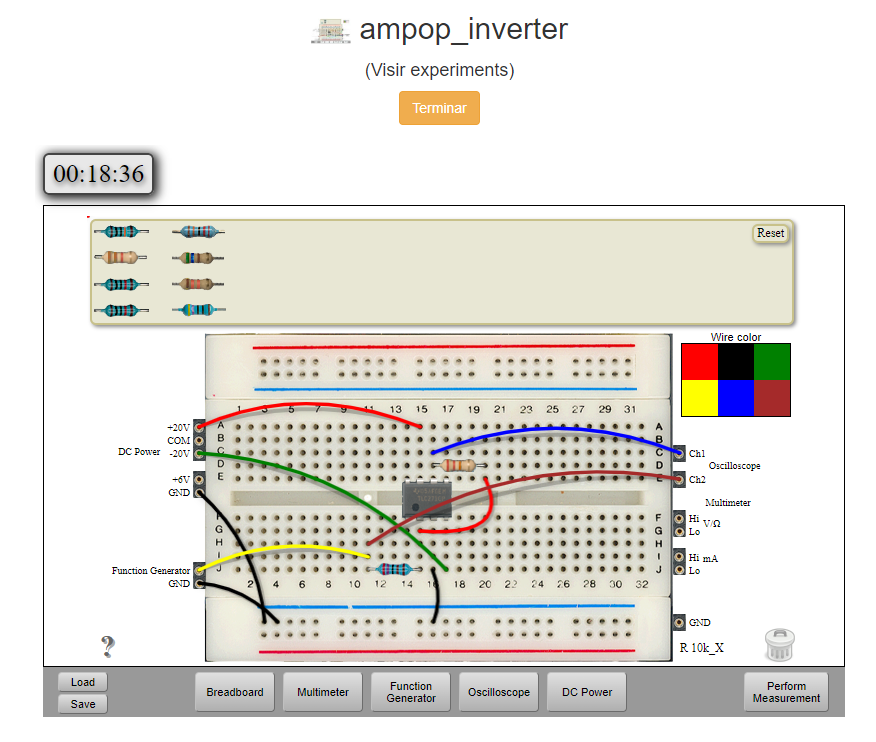 ampop_inverter
(Visir experiments)
Terminar
00:18:36
Reset
Wire color
1 3 5 7 9 11 13 15 17 19 21 23 25 27 29 31
A A
B B
C C
D D
E E
F F
G G
H H
I I
J J
2 4 6 8 10 12 14 16 18 20 22 24 26 28 30 32
+20V
COM
DC Power -20V
+6V
GND
Function Generator
GND
Ch1
Oscilloscope
Ch2
Multimeter
Hi V/Ω
Lo
Hi mA
Lo
GND
R 10k_X
?
Load
Save
Breadboard
Multimeter
Function
Generator
Oscilloscope
DC Power
Perform
Measurement